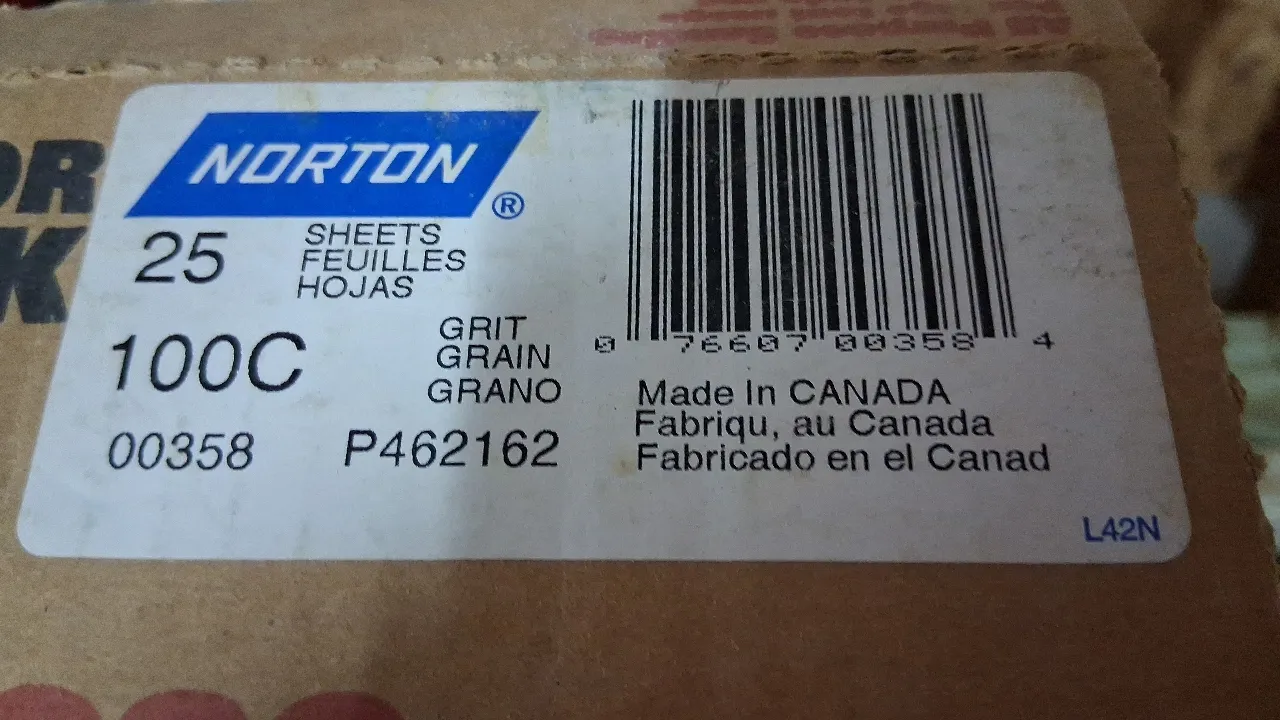 NORTON®
25 SHEETS
FEUILLES
HOJAS
100C GRIT
GRAIN
GRANO
00358 P462162
0 76607 00358 4
Made In CANADA
Fabriqu, au Canada
Fabricado en el Canad
L42N